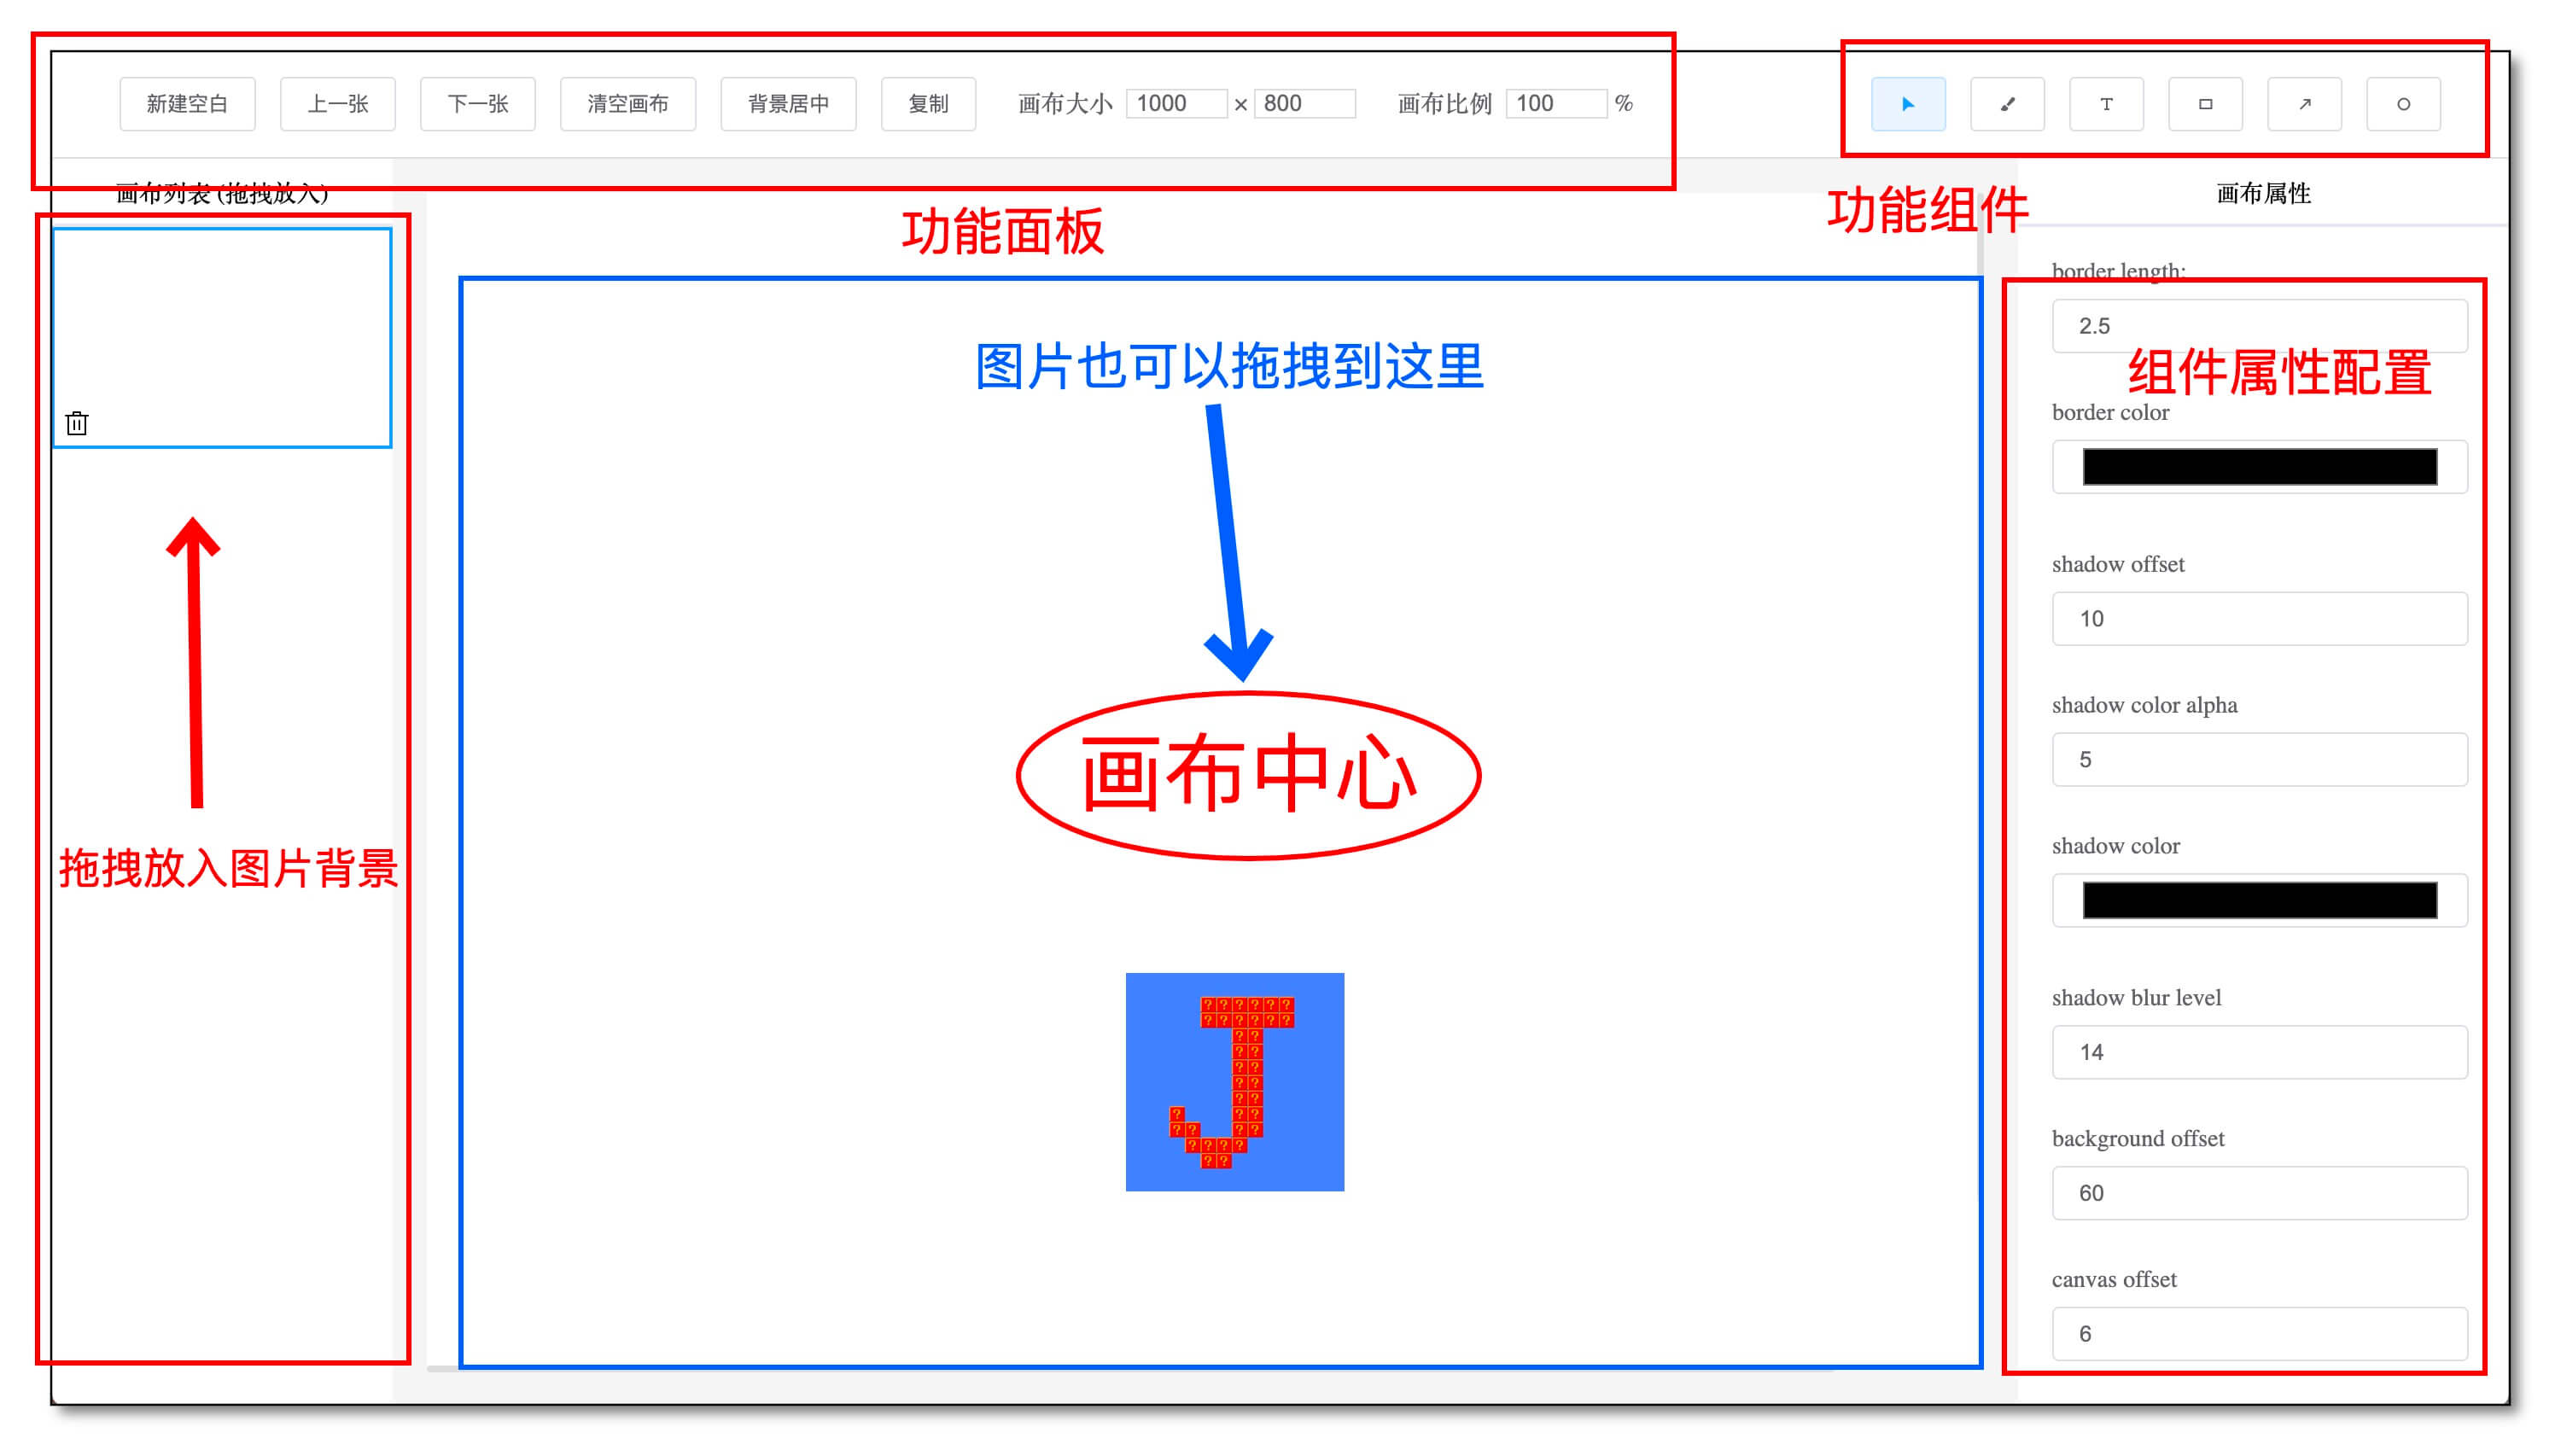 新建空白
上一张
下一张
清空画布
背景居中
复制
画布大小 1000 × 800
画布比例 100 %
T
画布列表 (拖拽放入)
功能面板
功能组件
画布属性
border length:
2.5
图片也可以拖拽到这里
组件属性配置
border color
shadow offset
10
shadow color alpha
5
画布中心
拖拽放入图片背景
shadow color
shadow blur level
14
??????
??????
??
??
??
??
??
? ??
?? ??
????
??
background offset
60
canvas offset
6